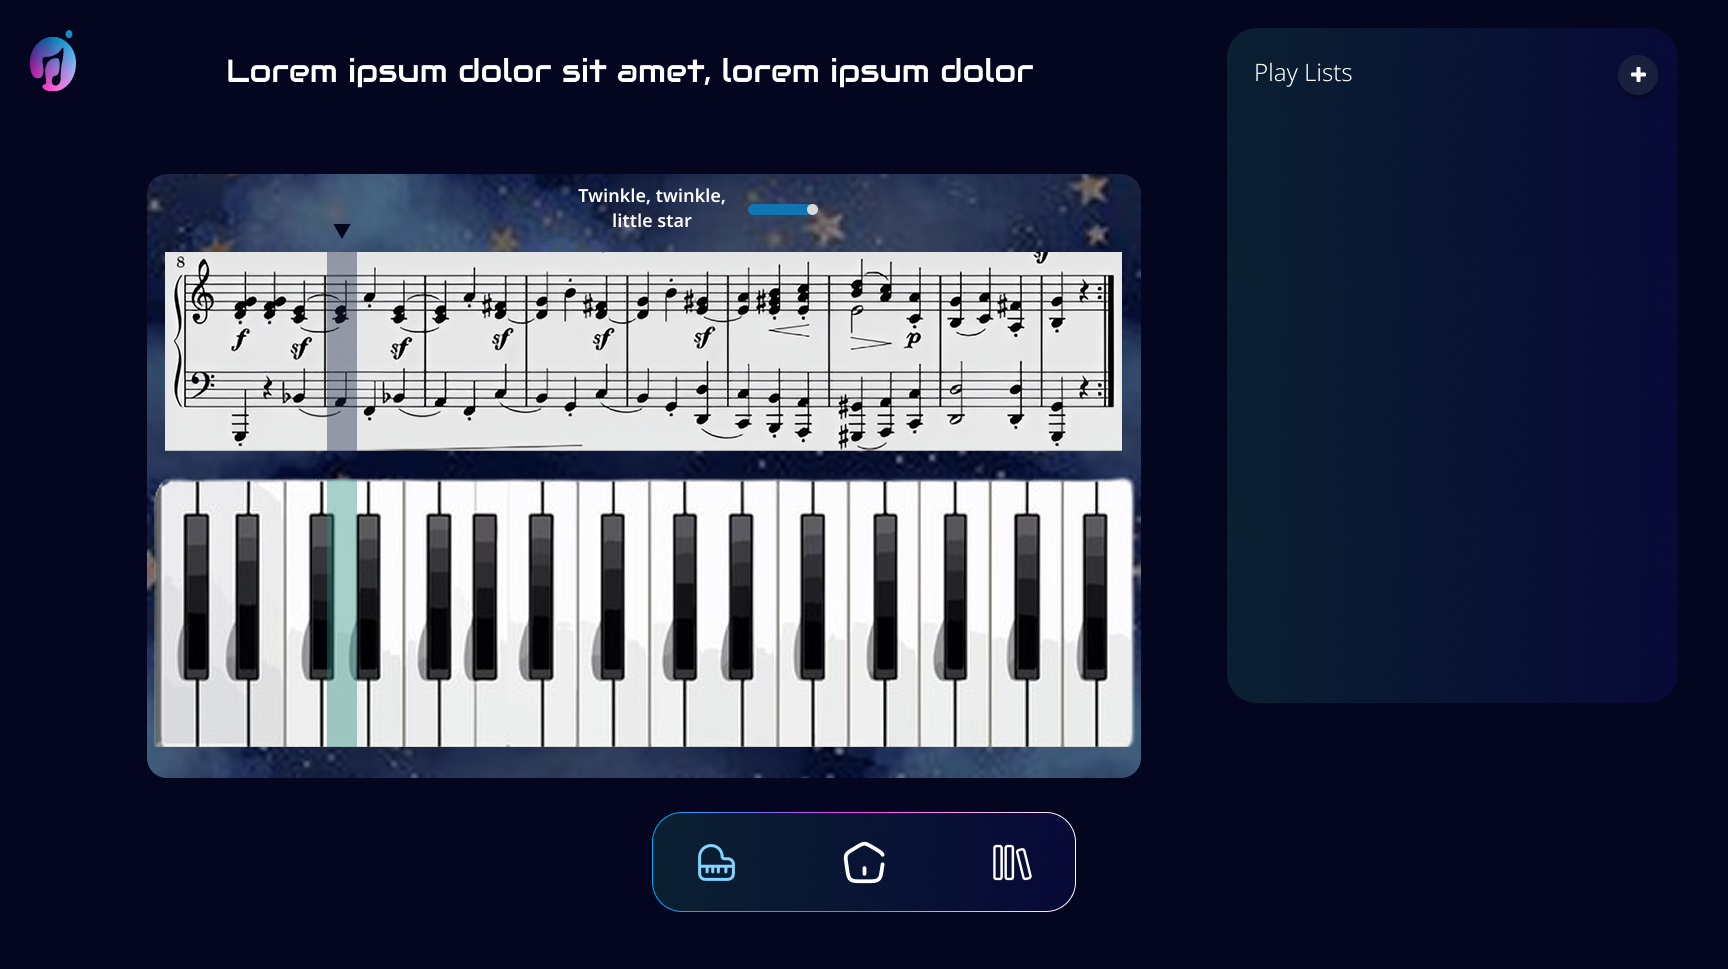 Lorem ipsum dolor sit amet, lorem ipsum dolor
Play Lists
Twinkle, twinkle,
little star
sf
8
f
sf
sf
sf
sf
sf
p